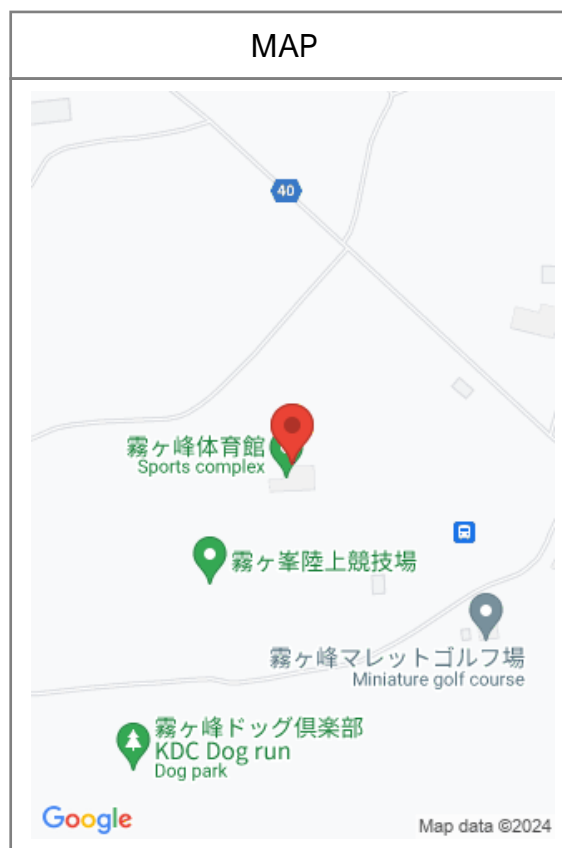 MAP
40
霧ヶ峰体育館
Sports complex
霧ヶ峯陸上競技場
霧ヶ峰マレットゴルフ場
Miniature golf course
霧ヶ峰ドッグ倶楽部
KDC Dog run
Dog park
Google
Map data ©2024